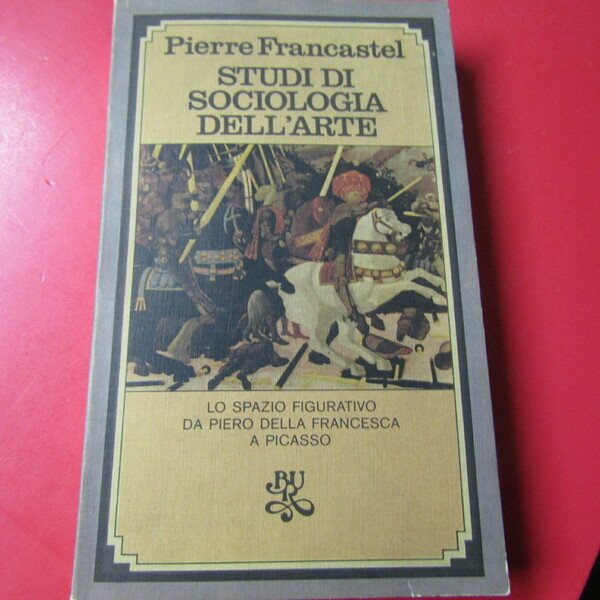 Pierre Francastel
STUDI DI
SOCIOLOGIA
DELL'ARTE
LO SPAZIO FIGURATIVO
DA PIERO DELLA FRANCESCA
A PICASSO
BUR